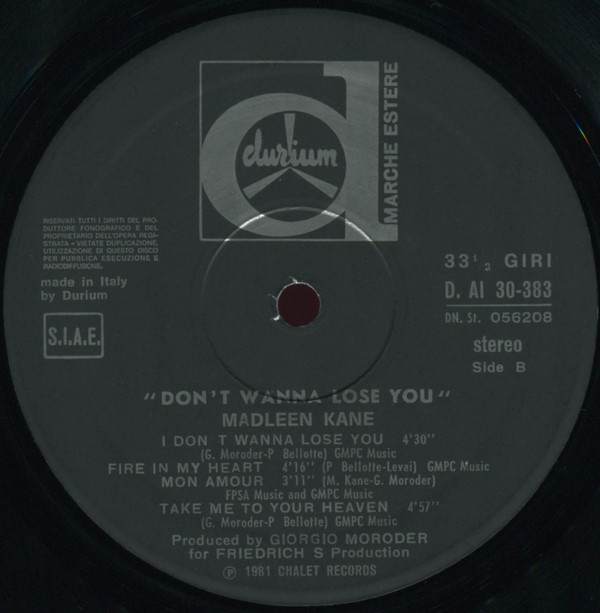 durium
MARCHE ESTERE
RISERVATI TUTTI I DIRITTI DEL PRO-
DUTTORE FONOGRAFICO E DEL
PROPRIETARIO DELL'OPERA REGI-
STRATA - VIETATE DUPLICAZIONE,
UTILIZZAZIONE DI QUESTO DISCO
PER PUBBLICA ESECUZIONE E
RADIODIFFUSIONE.
made in Italy
by Durium
S.I.A.E.
33 1/3 GIRI
D. AI 30-383
DN. St. 056208
stereo
Side B
"DON'T WANNA LOSE YOU"
MADLEEN KANE
I DON T WANNA LOSE YOU 4'30"
(G. Moroder-P Bellotte) GMPC Music
FIRE IN MY HEART 4'16" (P. Bellotte-Levai) GMPC Music
MON AMOUR 3'11" (M. Kane-G. Moroder)
FPSA Music and GMPC Music
TAKE ME TO YOUR HEAVEN 4'57"
(G. Moroder-P. Bellotte) GMPC Music
Produced by GIORGIO MORODER
for FRIEDRICH S Production
℗ 1981 CHALET RECORDS